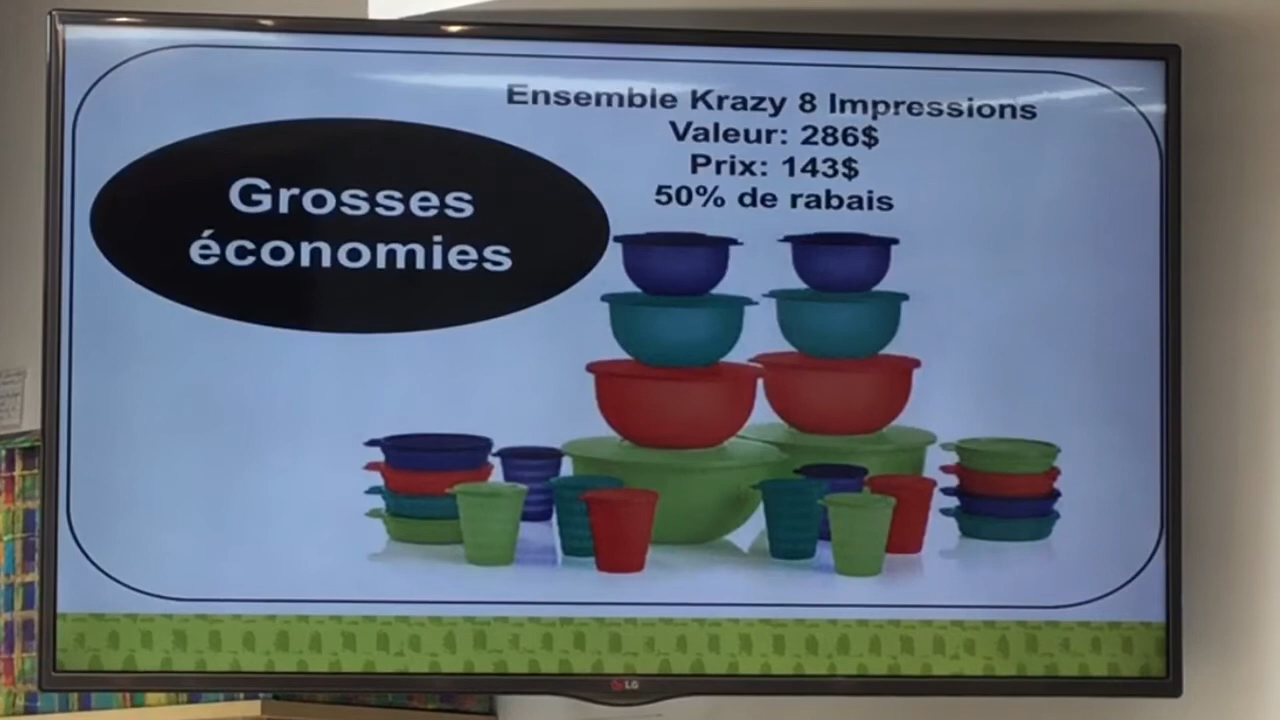 Ensemble Krazy 8 Impressions
Valeur: 286$
Prix: 143$
50% de rabais
Grosses
économies
LG